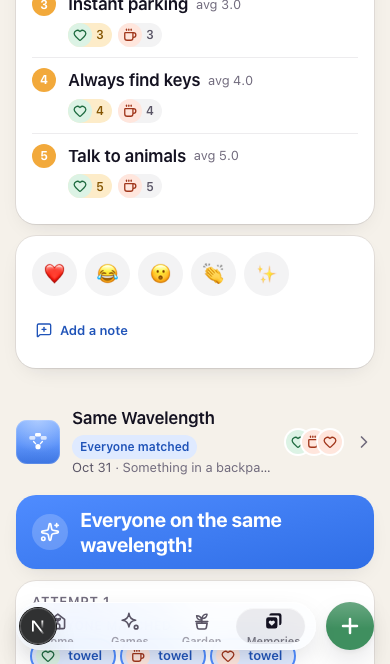 3 Instant parking avg 3.0
3 3
4 Always find keys avg 4.0
4 4
5 Talk to animals avg 5.0
5 5
Add a note
Same Wavelength
Everyone matched
Oct 31 · Something in a backpa...
Everyone on the same
wavelength!
ATTEMPT 1
N
Games Garden Memories
towel towel towel